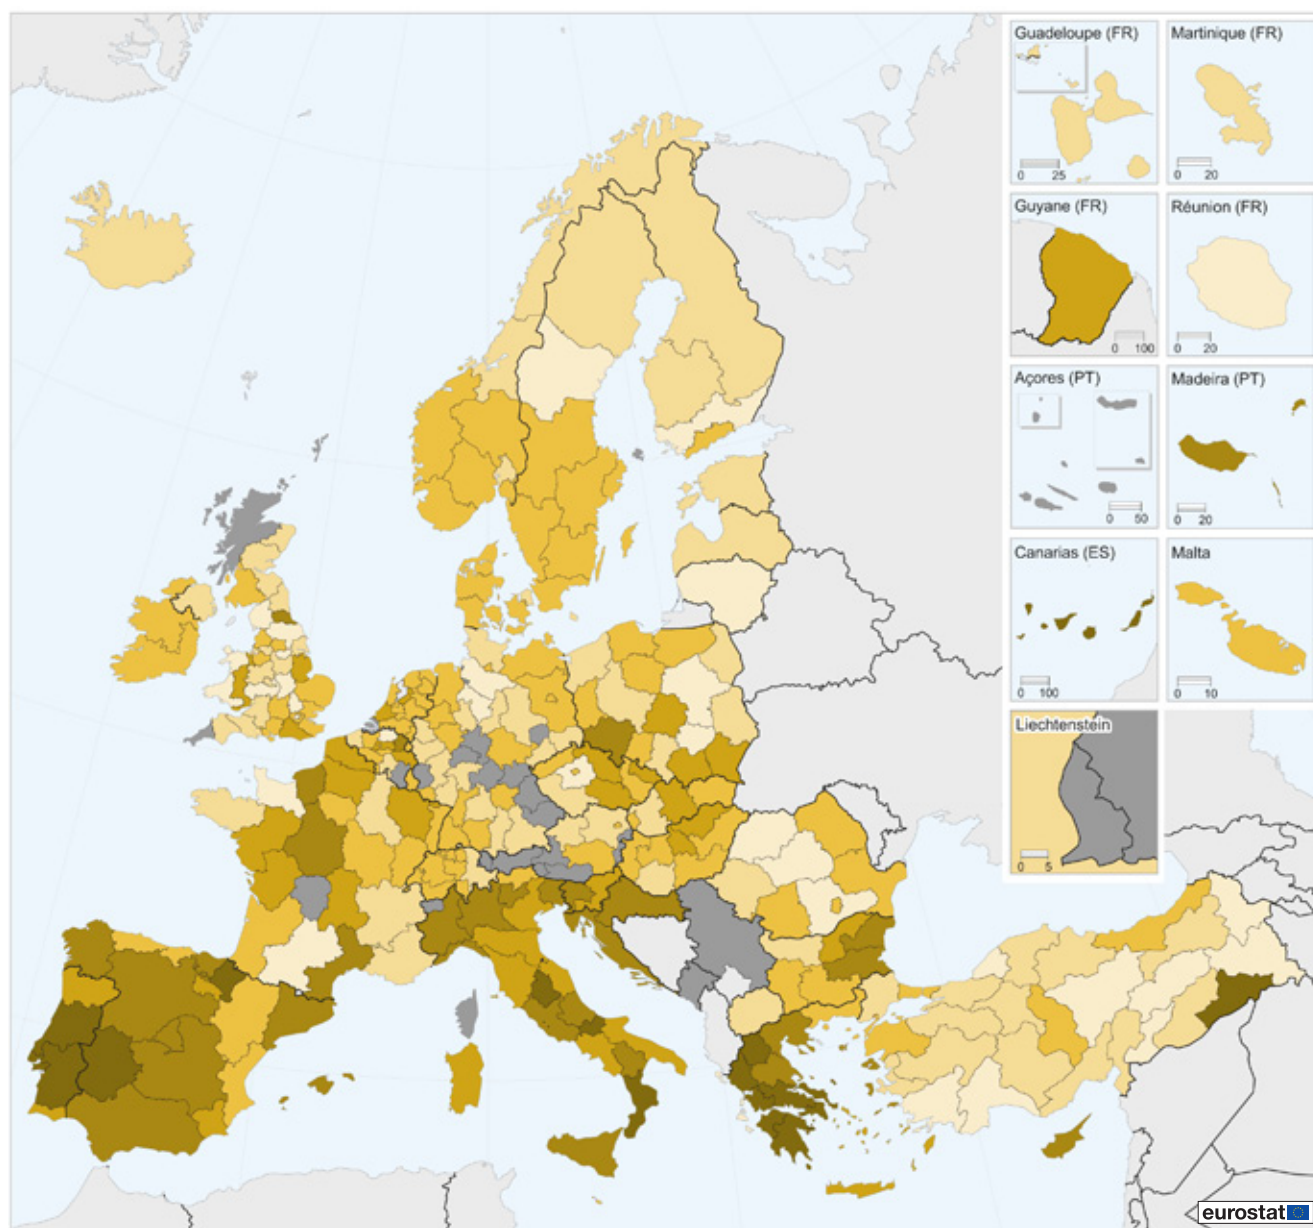 Guadeloupe (FR)
0 25
Martinique (FR)
0 20
Guyane (FR)
0 100
Réunion (FR)
0 20
Açores (PT)
0 50
Madeira (PT)
0 20
Canarias (ES)
0 100
Malta
0 10
Liechtenstein
0 5
eurostat